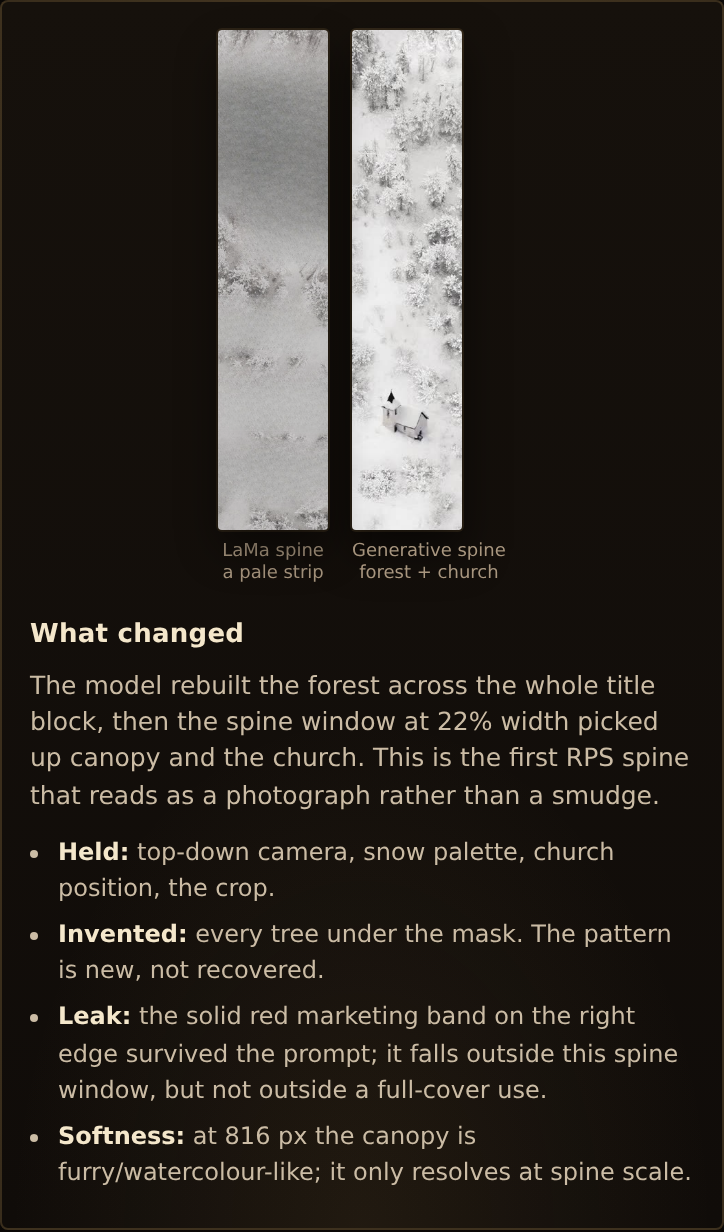 LaMa spine
a pale strip
Generative spine
forest + church
What changed
The model rebuilt the forest across the whole title
block, then the spine window at 22% width picked
up canopy and the church. This is the first RPS spine
that reads as a photograph rather than a smudge.
• Held: top-down camera, snow palette, church
position, the crop.
• Invented: every tree under the mask. The pattern
is new, not recovered.
• Leak: the solid red marketing band on the right
edge survived the prompt; it falls outside this spine
window, but not outside a full-cover use.
• Softness: at 816 px the canopy is
furry/watercolour-like; it only resolves at spine scale.